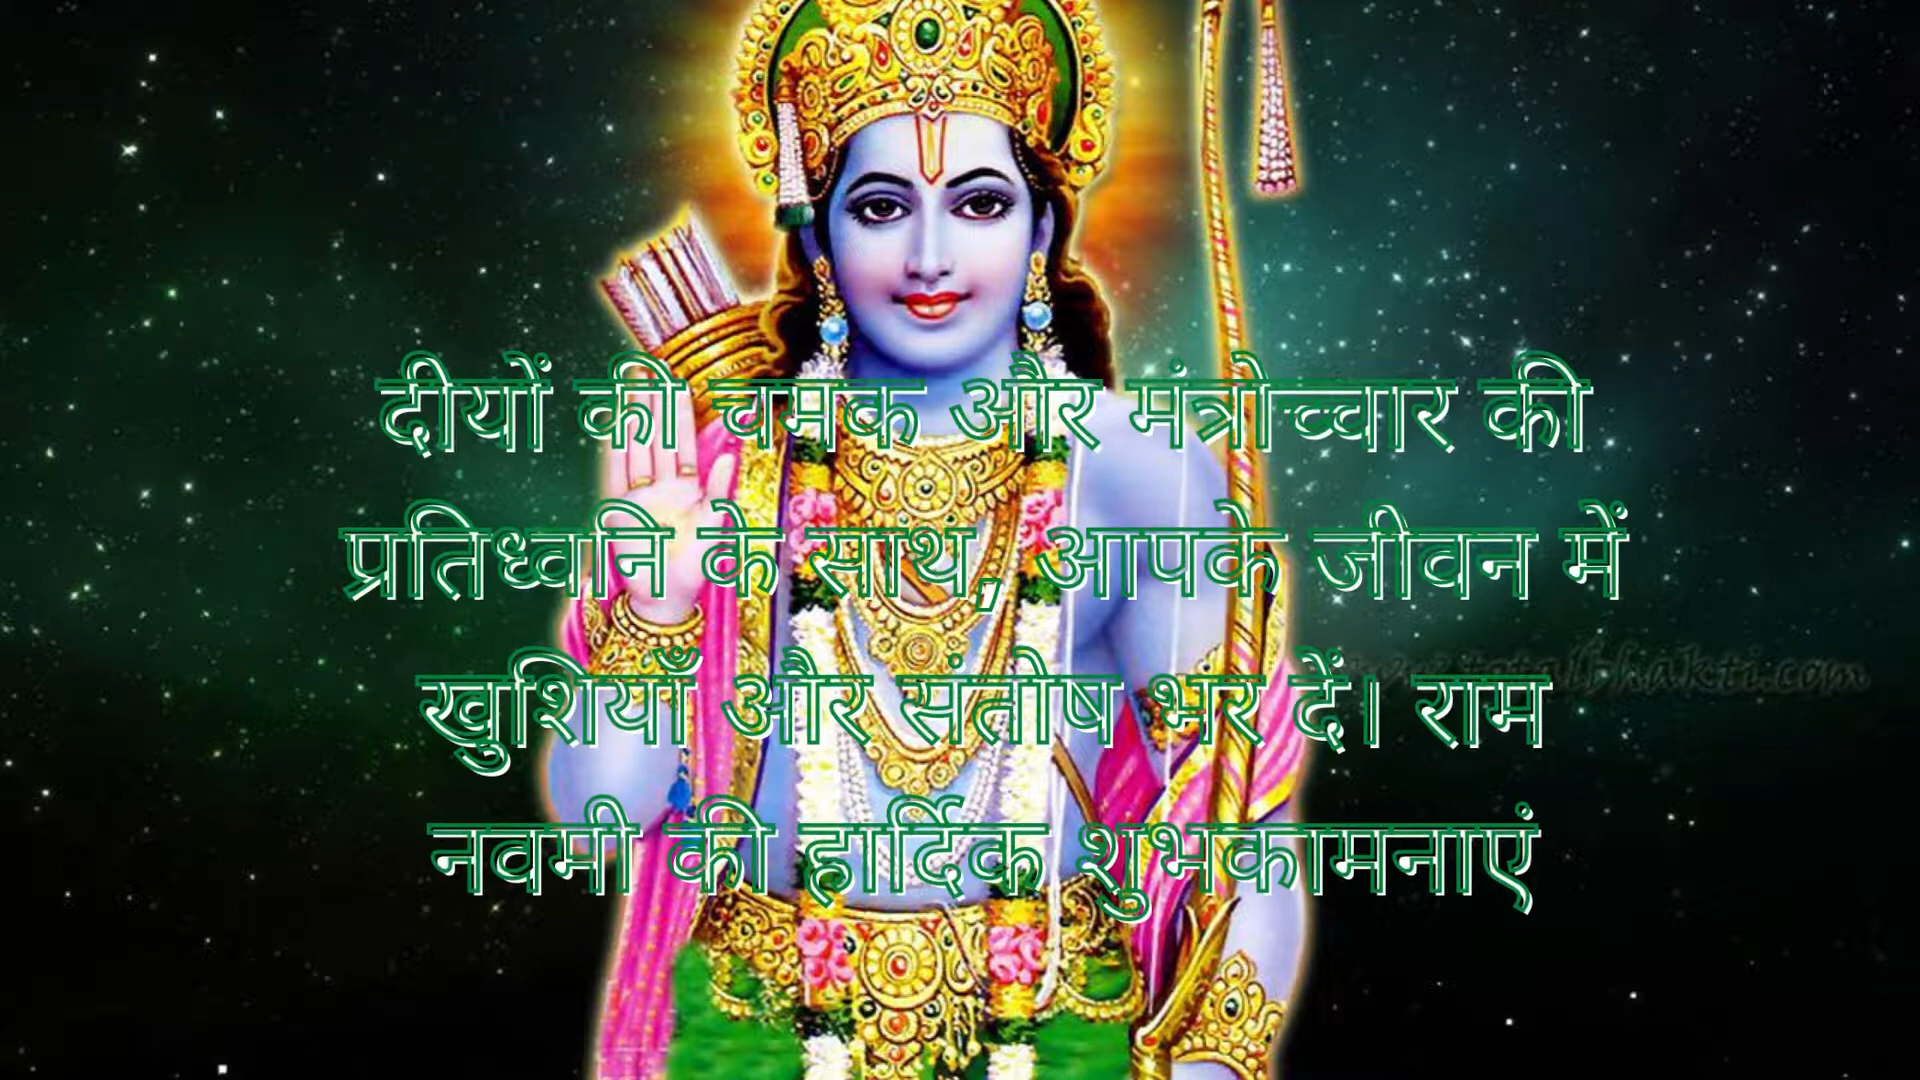 दीयों की चमक और मंत्रोच्चार की
प्रतिध्वनि के साथ, आपके जीवन में
खुशियाँ और संतोष भर दें। राम
नवमी की हार्दिक शुभकामनाएं